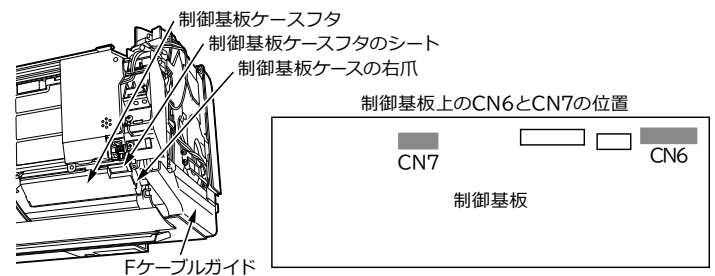 制御基板ケースフタ
制御基板ケースフタのシート
制御基板ケースの右爪
Fケーブルガイド
制御基板上のCN6とCN7の位置
CN7
CN6
制御基板